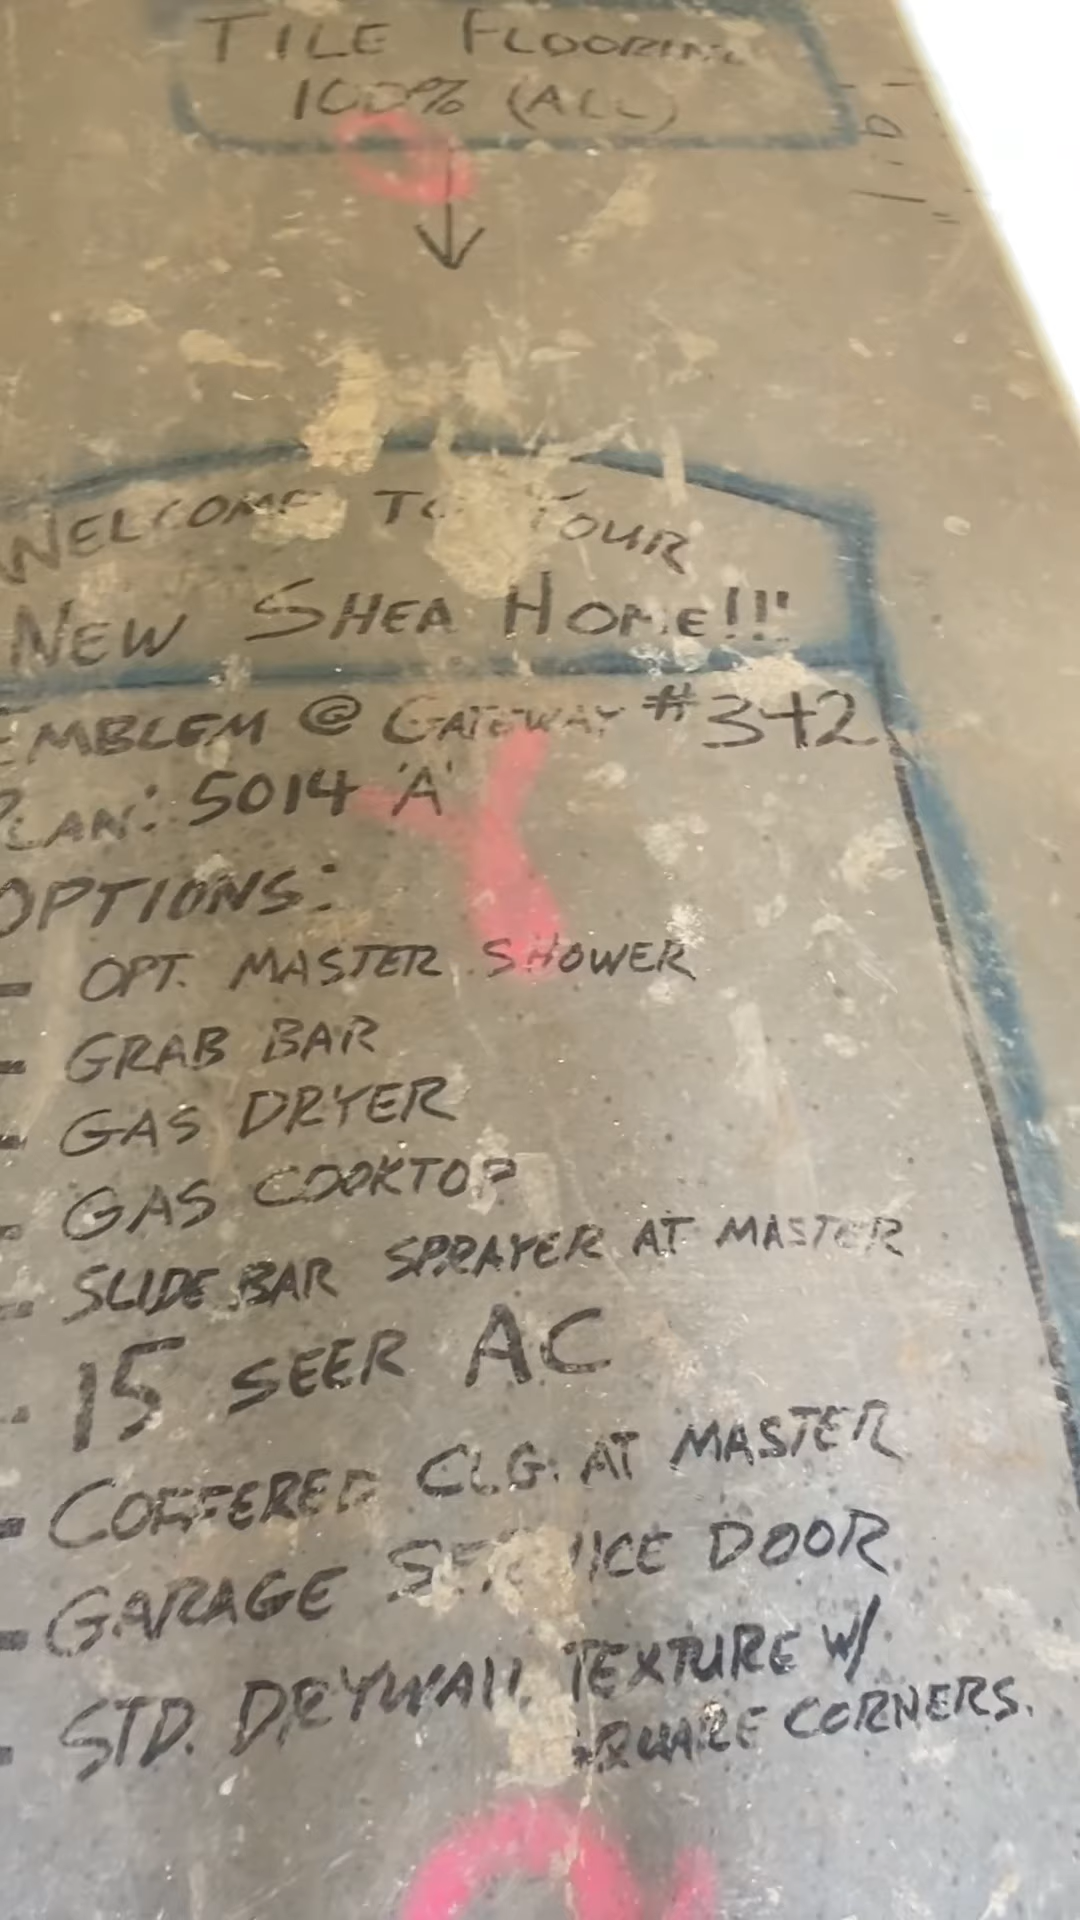 TILE FLOORING
100% (ALL)
WELCOME TO YOUR
NEW SHEA HOME!!!
EMBLEM @ GATEWAY #342
PLAN: 5014 'A'
OPTIONS:
- OPT. MASTER SHOWER
- GRAB BAR
- GAS DRYER
- GAS COOKTOP
- SLIDE BAR SPRAYER AT MASTER
- 15 SEER AC
- COFFERED CLG. AT MASTER
- GARAGE SERVICE DOOR
- STD. DRYWALL TEXTURE W/
SQUARE CORNERS.